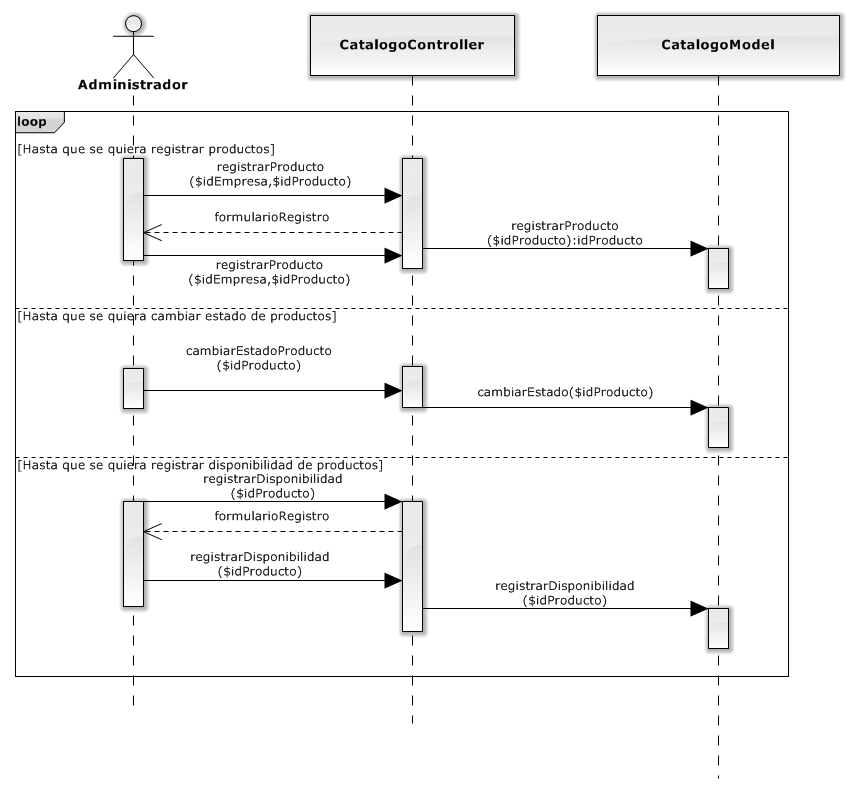 Administrador
CatalogoController
CatalogoModel
loop
[Hasta que se quiera registrar productos]
registrarProducto
($idEmpresa,$idProducto)
formularioRegistro
registrarProducto
($idProducto):idProducto
registrarProducto
($idEmpresa,$idProducto)
[Hasta que se quiera cambiar estado de productos]
cambiarEstadoProducto
($idProducto)
cambiarEstado($idProducto)
[Hasta que se quiera registrar disponibilidad de productos]
registrarDisponibilidad
($idProducto)
formularioRegistro
registrarDisponibilidad
($idProducto)
registrarDisponibilidad
($idProducto)